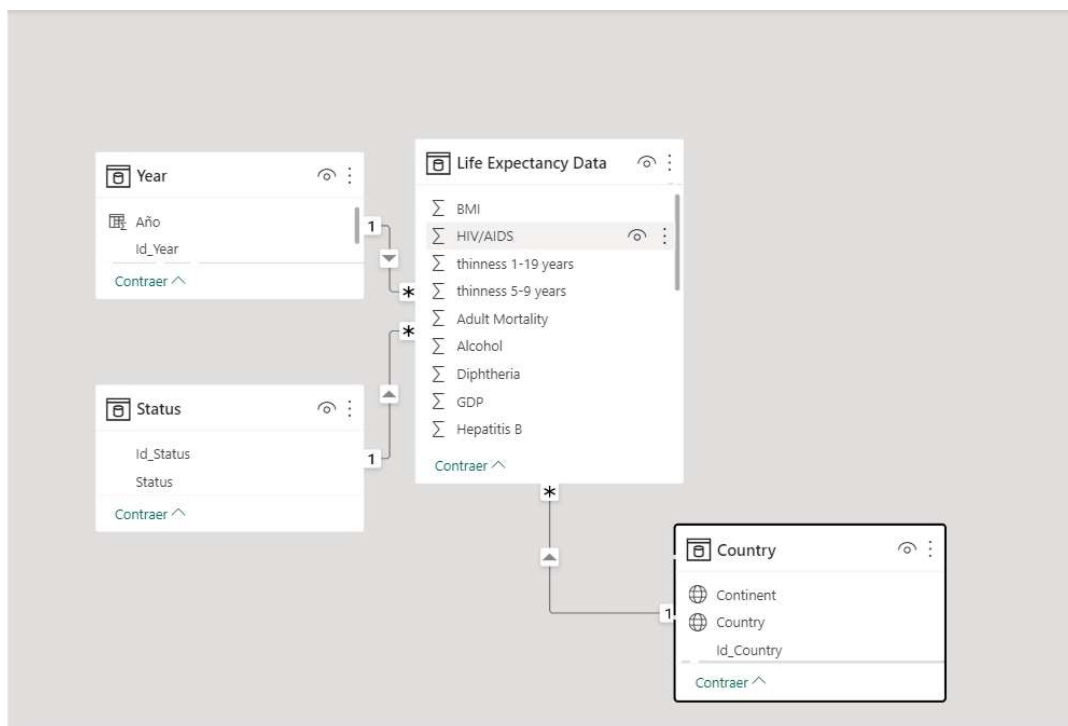 Year
Año
Id_Year
Contraer
1
*
Life Expectancy Data
BMI
HIV/AIDS
thinness 1-19 years
thinness 5-9 years
Adult Mortality
Alcohol
Diphtheria
GDP
Hepatitis B
Contraer
*
Status
Id_Status
Status
Contraer
1
*
Country
Continent
Country
Id_Country
Contraer
1